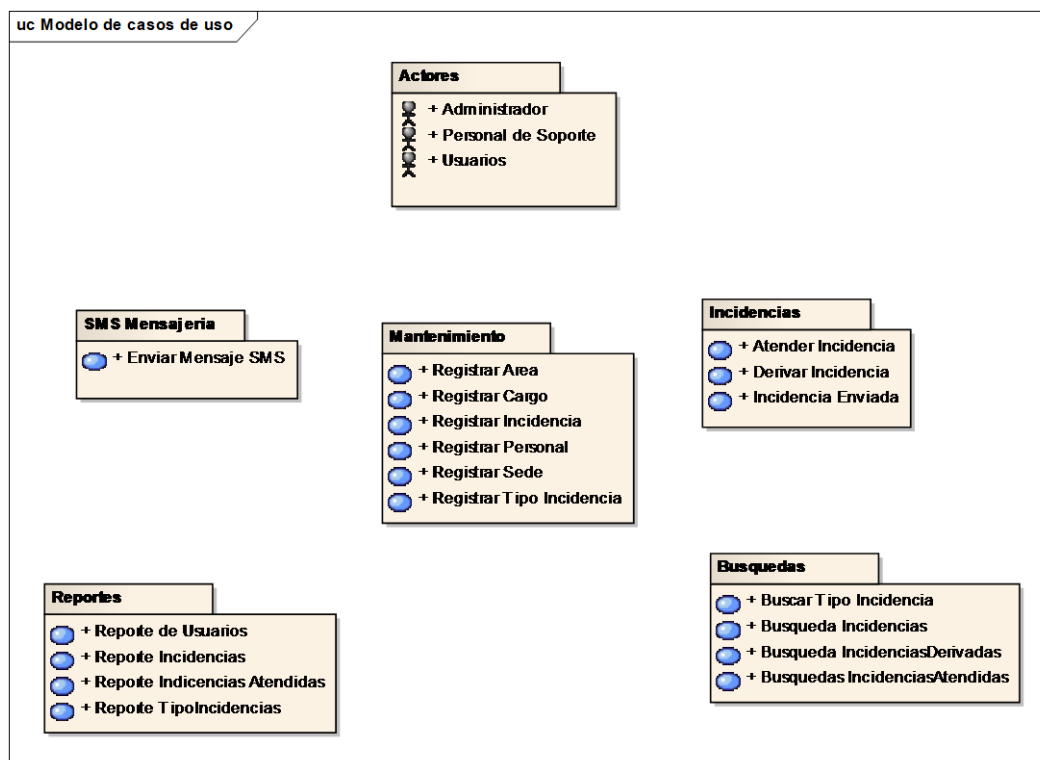 uc Modelo de casos de uso
Actores
+ Administrador
+ Personal de Soporte
+ Usuarios
SMS Mensajeria
+ Enviar Mensaje SMS
Mantenimiento
+ Registrar Area
+ Registrar Cargo
+ Registrar Incidencia
+ Registrar Personal
+ Registrar Sede
+ Registrar Tipo Incidencia
Incidencias
+ Atender Incidencia
+ Derivar Incidencia
+ Incidencia Enviada
Reportes
+ Reporte de Usuarios
+ Reporte Incidencias
+ Reporte Indicencias Atendidas
+ Reporte TipoIncidencias
Busquedas
+ Buscar Tipo Incidencia
+ Busqueda Incidencias
+ Busqueda IncidenciasDerivadas
+ Busquedas IncidenciasAtendidas